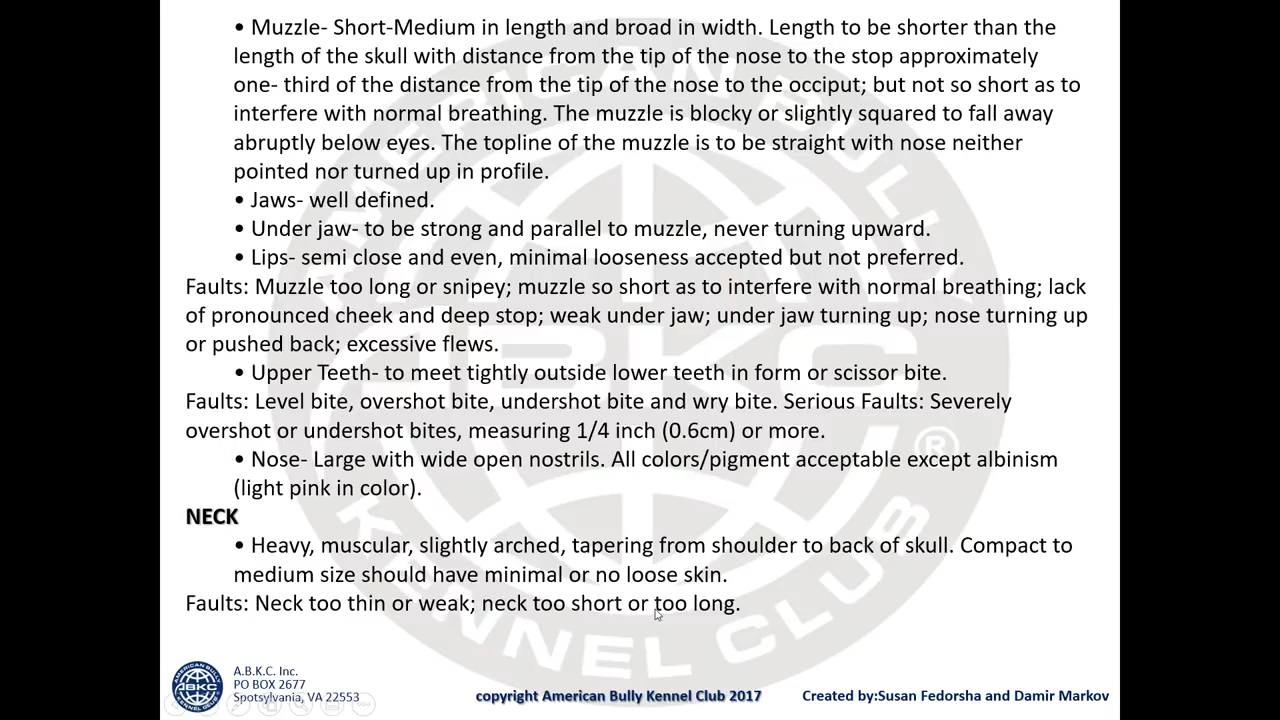 • Muzzle- Short-Medium in length and broad in width. Length to be shorter than the
length of the skull with distance from the tip of the nose to the stop approximately
one- third of the distance from the tip of the nose to the occiput; but not so short as to
interfere with normal breathing. The muzzle is blocky or slightly squared to fall away
abruptly below eyes. The topline of the muzzle is to be straight with nose neither
pointed nor turned up in profile.
• Jaws- well defined.
• Under jaw- to be strong and parallel to muzzle, never turning upward.
• Lips- semi close and even, minimal looseness accepted but not preferred.
Faults: Muzzle too long or snipey; muzzle so short as to interfere with normal breathing; lack
of pronounced cheek and deep stop; weak under jaw; under jaw turning up; nose turning up
or pushed back; excessive flews.
• Upper Teeth- to meet tightly outside lower teeth in form or scissor bite.
Faults: Level bite, overshot bite, undershot bite and wry bite. Serious Faults: Severely
overshot or undershot bites, measuring 1/4 inch (0.6cm) or more.
• Nose- Large with wide open nostrils. All colors/pigment acceptable except albinism
(light pink in color).
NECK
• Heavy, muscular, slightly arched, tapering from shoulder to back of skull. Compact to
medium size should have minimal or no loose skin.
Faults: Neck too thin or weak; neck too short or too long.
AMERICAN BULLY
ABKC
KENNEL CLUB ®
AMERICAN BULLY
ABKC
KENNEL CLUB
A.B.K.C. Inc.
PO BOX 2677
Spotsylvania, VA 22553
copyright American Bully Kennel Club 2017
Created by:Susan Fedorsha and Damir Markov